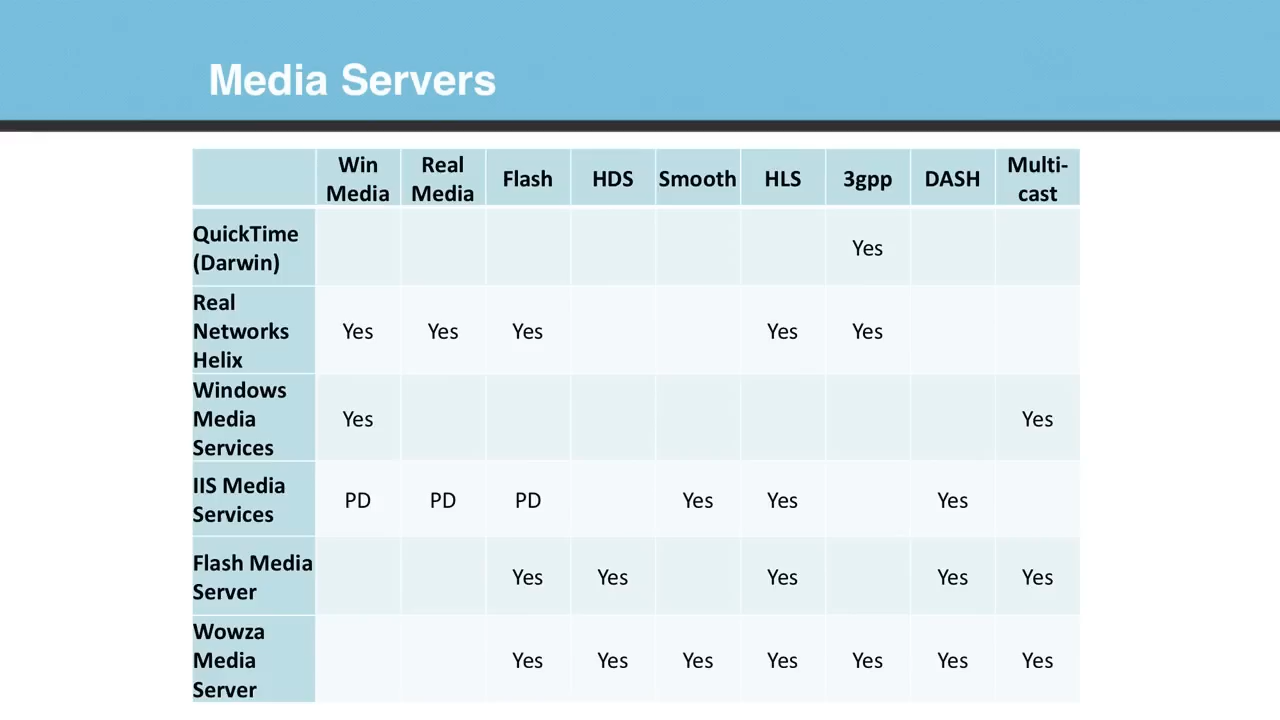 Media Servers
Win Media Real Media Flash HDS Smooth HLS 3gpp DASH Multi-cast
QuickTime (Darwin) Yes
Real Networks Helix Yes Yes Yes Yes Yes
Windows Media Services Yes Yes
IIS Media Services PD PD PD Yes Yes Yes
Flash Media Server Yes Yes Yes Yes Yes
Wowza Media Server Yes Yes Yes Yes Yes Yes Yes